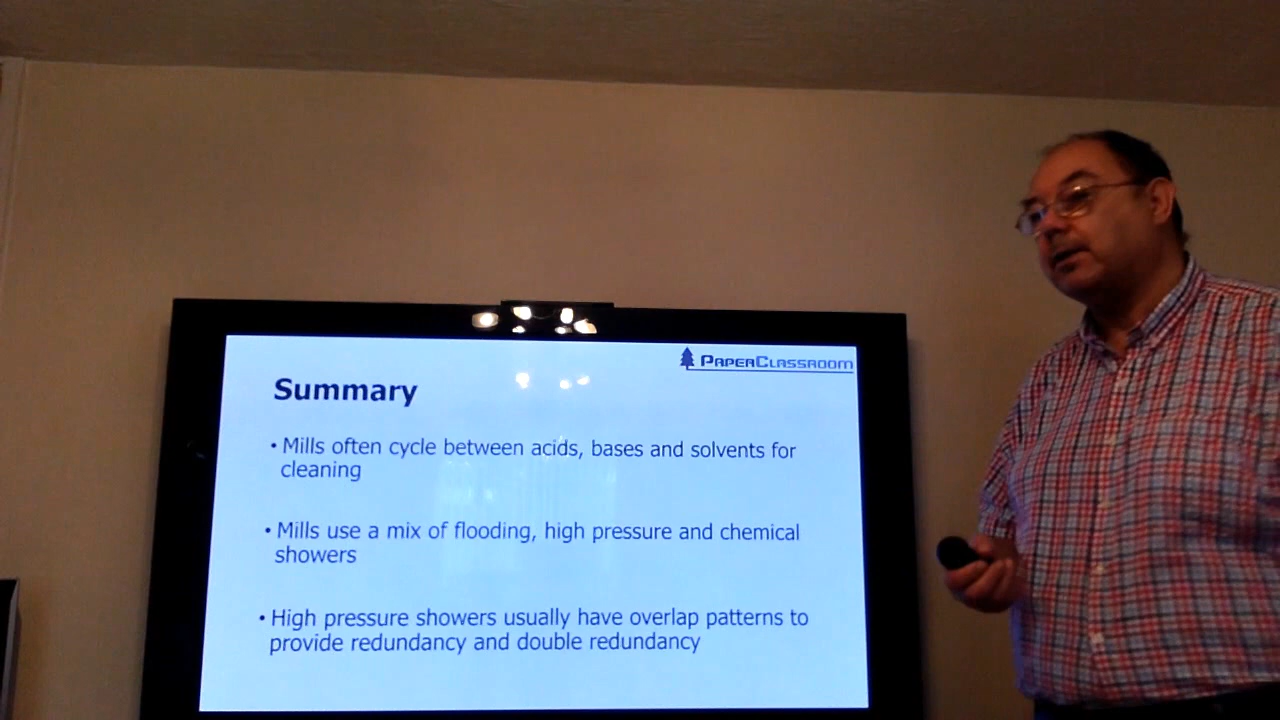 PAPERCLASSROOM
Summary
• Mills often cycle between acids, bases and solvents for
cleaning
• Mills use a mix of flooding, high pressure and chemical
showers
• High pressure showers usually have overlap patterns to
provide redundancy and double redundancy